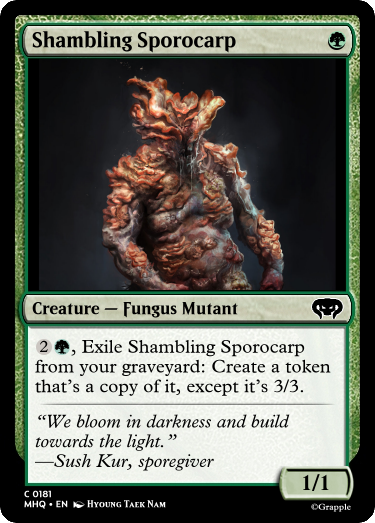 Shambling Sporocarp
2, Exile Shambling Sporocarp
from your graveyard: Create a token
that's a copy of it, except it's 3/3.
Creature — Fungus Mutant
“We bloom in darkness and build
towards the light.”
—Sush Kur, sporegiver
1/1
C 0181
MHQ • EN Hyoung Taek Nam
©Grapple